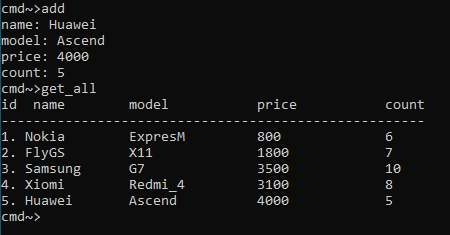 cmd~>add
name: Huawei
model: Ascend
price: 4000
count: 5
cmd~>get_all
id  name        model           price           count
-----------------------------------------------------
1. Nokia        ExpresM         800             6
2. FlyGS        X11             1800            7
3. Samsung      G7              3500            10
4. Xiomi        Redmi_4         3100            8
5. Huawei       Ascend          4000            5
cmd~>